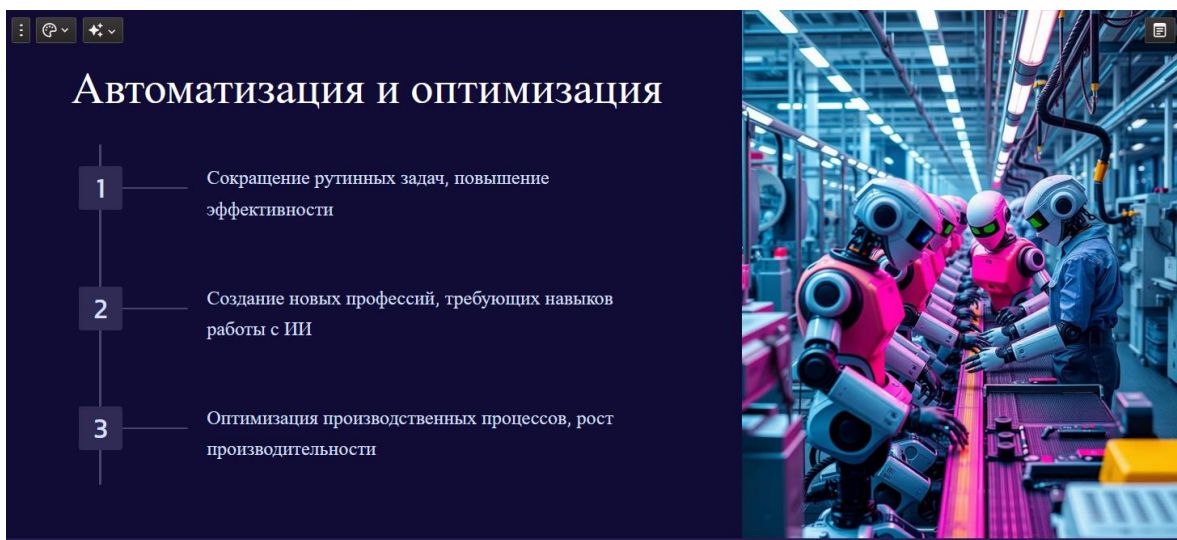 Автоматизация и оптимизация
1
Сокращение рутинных задач, повышение
эффективности
2
Создание новых профессий, требующих навыков
работы с ИИ
3
Оптимизация производственных процессов, рост
производительности